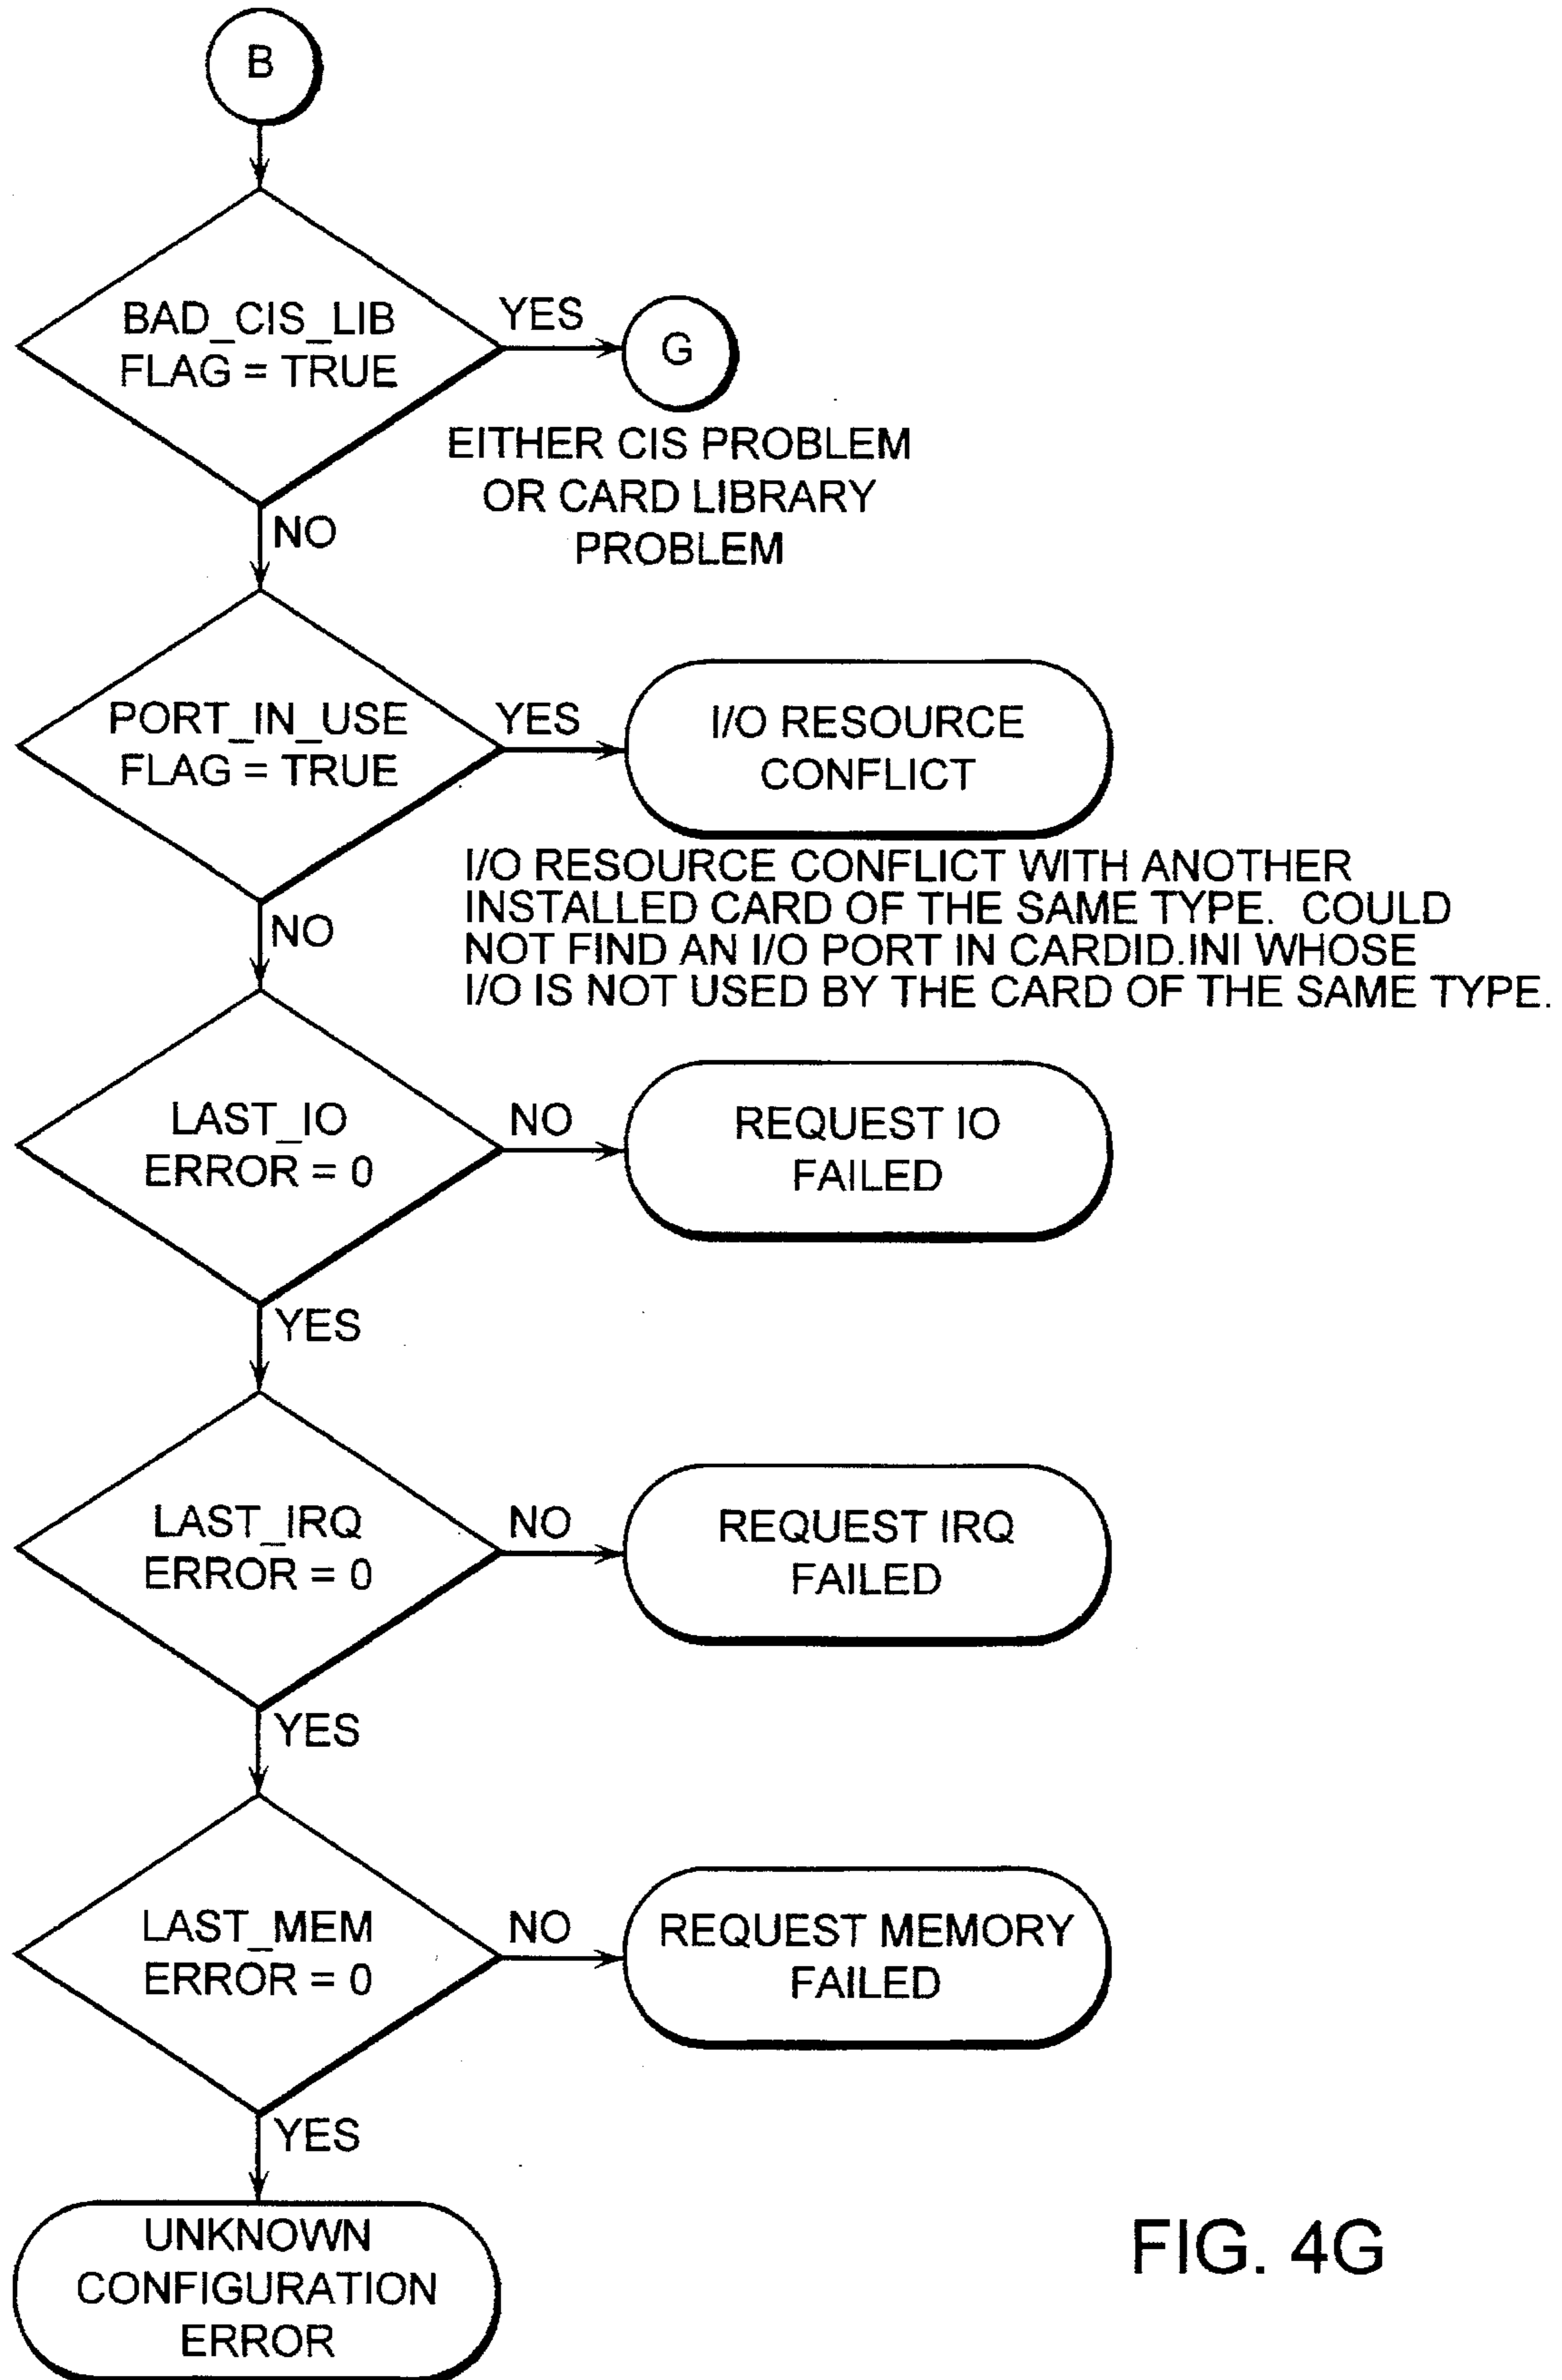 B
BAD_CIS_LIB
FLAG = TRUE
YES
G
EITHER CIS PROBLEM
OR CARD LIBRARY
PROBLEM
NO
PORT_IN_USE
FLAG = TRUE
YES
I/O RESOURCE
CONFLICT
I/O RESOURCE CONFLICT WITH ANOTHER
INSTALLED CARD OF THE SAME TYPE. COULD
NOT FIND AN I/O PORT IN CARDID.INI WHOSE
I/O IS NOT USED BY THE CARD OF THE SAME TYPE.
NO
LAST_IO
ERROR = 0
NO
REQUEST IO
FAILED
YES
LAST_IRQ
ERROR = 0
NO
REQUEST IRQ
FAILED
YES
LAST_MEM
ERROR = 0
NO
REQUEST MEMORY
FAILED
YES
UNKNOWN
CONFIGURATION
ERROR
FIG. 4G